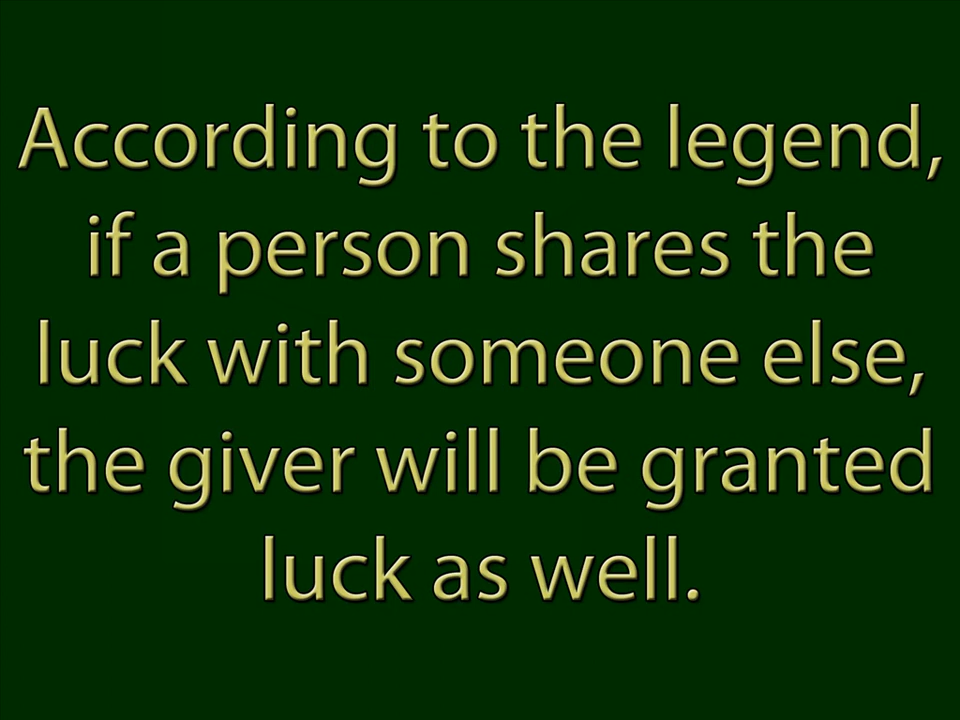 According to the legend,
if a person shares the
luck with someone else,
the giver will be granted
luck as well.